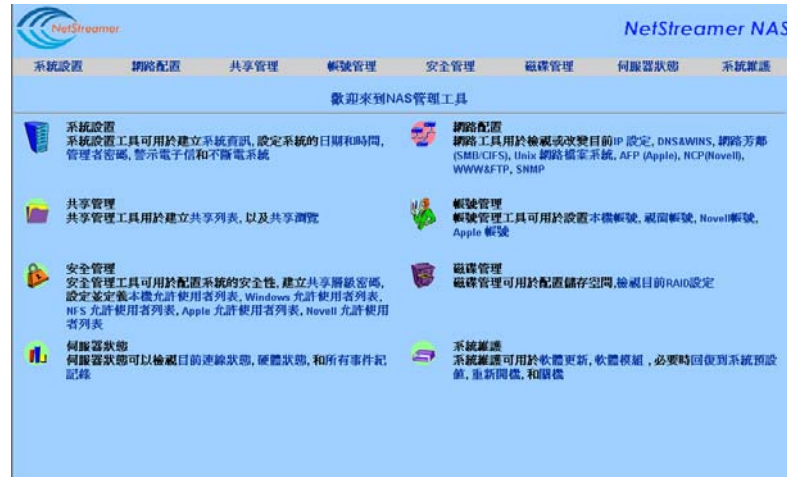 NetStreamer
NetStreamer NAS
系統設置 網路配置 共享管理 帳號管理 安全管理 磁碟管理 伺服器狀態 系統維護
歡迎來到NAS管理工具
系統設置
系統設置工具可用於建立系統資訊, 設定系統的日期和時間,
管理者密碼, 警示電子信和不斷電系統
網路配置
網路工具用於檢視或改變目前IP 設定, DNS&WINS, 網路芳鄰
(SMB/CIFS), Unix 網路檔案系統, AFP (Apple), NCP(Novell),
WWW&FTP, SNMP
共享管理
共享管理工具用於建立共享列表, 以及共享瀏覽
帳號管理
帳號管理工具可用於設置本機帳號, 視窗帳號, Novell帳號,
Apple 帳號
安全管理
安全管理工具可用於配置系統的安全性, 建立共享層級密碼,
設定並定義本機允許使用者列表, Windows 允許使用者列表,
NFS 允許使用者列表, Apple 允許使用者列表, Novell 允許使用
者列表
磁碟管理
磁碟管理可用於配置儲存空間,檢視目前RAID設定
伺服器狀態
伺服器狀態可以檢視目前連線狀態, 硬體狀態, 和所有事件紀
記錄
系統維護
系統維護可用於軟體更新, 軟體模組 , 必要時回復到系統預設
值, 重新開機, 和關機